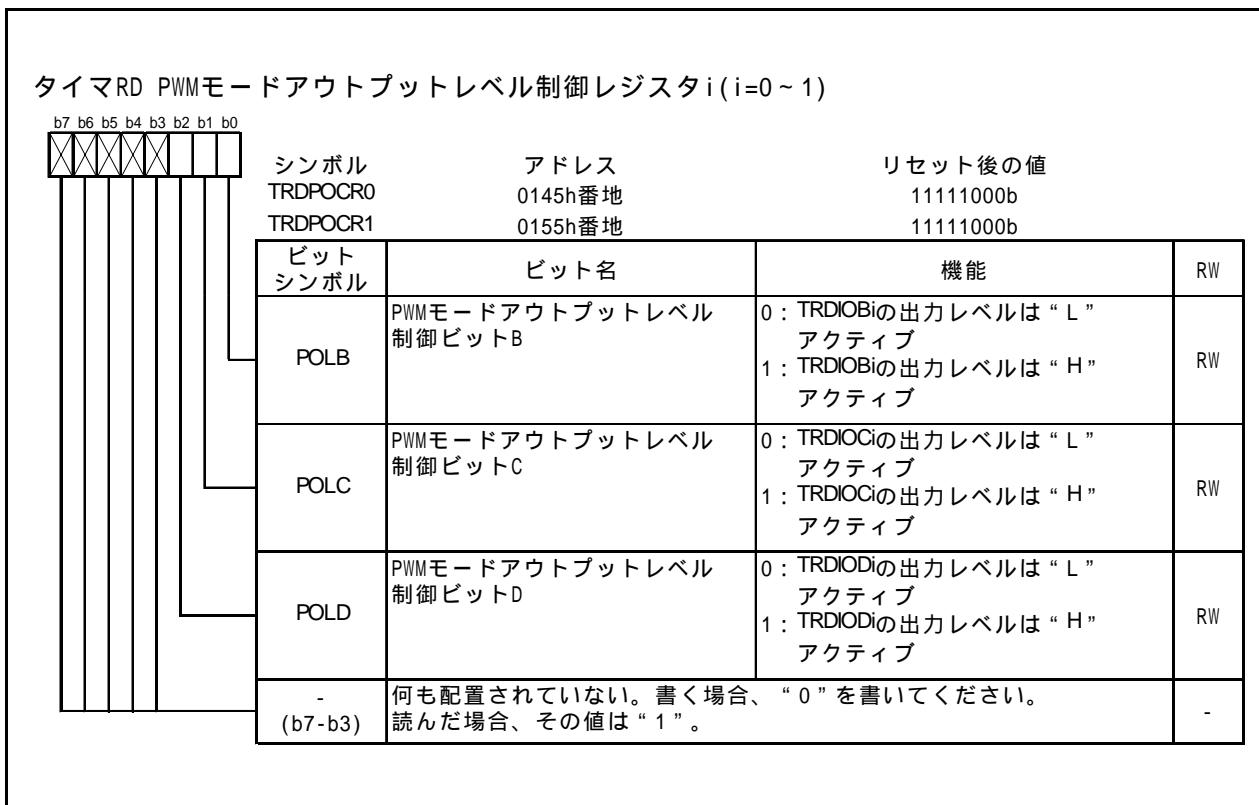 タイマRD PWMモードアウトプットレベル制御レジスタi(i=0～1)
b7 b6 b5 b4 b3 b2 b1 b0
シンボル アドレス リセット後の値
TRDPOCR0 0145h番地 11111000b
TRDPOCR1 0155h番地 11111000b
ビット
シンボル
ビット名
機能
RW
POLB
PWMモードアウトプットレベル
制御ビットB
0：TRDIOBiの出力レベルは“L”
アクティブ
1：TRDIOBiの出力レベルは“H”
アクティブ
RW
POLC
PWMモードアウトプットレベル
制御ビットC
0：TRDIOCiの出力レベルは“L”
アクティブ
1：TRDIOCiの出力レベルは“H”
アクティブ
RW
POLD
PWMモードアウトプットレベル
制御ビットD
0：TRDIODiの出力レベルは“L”
アクティブ
1：TRDIODiの出力レベルは“H”
アクティブ
RW
-
(b7-b3)
何も配置されていない。書く場合、“0”を書いてください。
読んだ場合、その値は“1”。
-